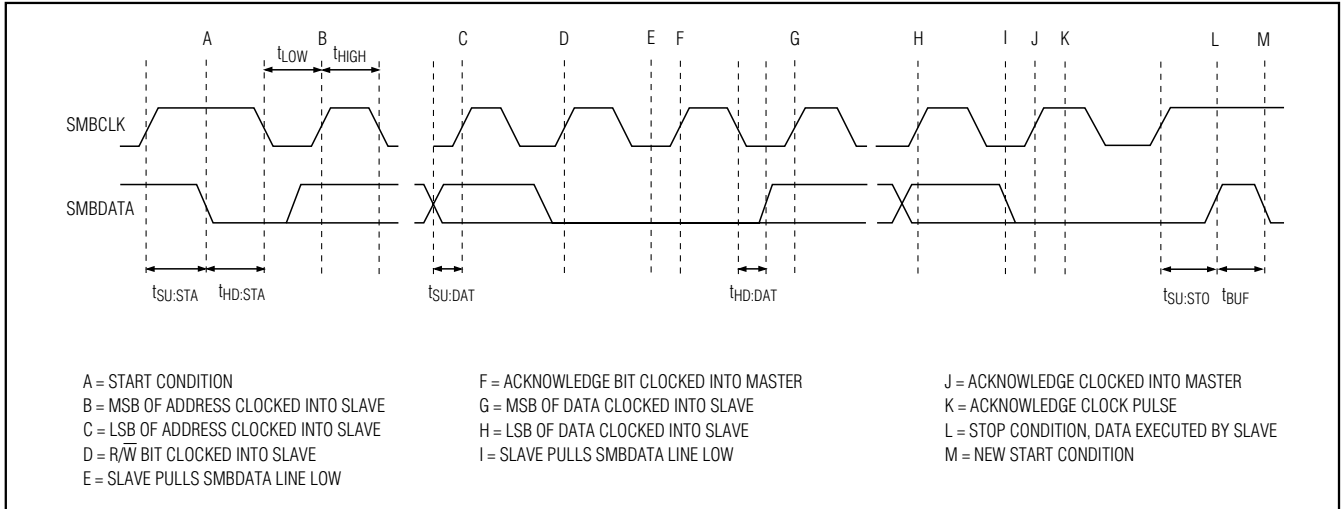 A B C D E F G H I J K L M
tLOW tHIGH
SMBCLK
SMBDATA
tSU:STA tHD:STA tSU:DAT tHD:DAT tSU:STO tBUF
A = START CONDITION
B = MSB OF ADDRESS CLOCKED INTO SLAVE
C = LSB OF ADDRESS CLOCKED INTO SLAVE
D = R/W̅ BIT CLOCKED INTO SLAVE
E = SLAVE PULLS SMBDATA LINE LOW
F = ACKNOWLEDGE BIT CLOCKED INTO MASTER
G = MSB OF DATA CLOCKED INTO SLAVE
H = LSB OF DATA CLOCKED INTO SLAVE
I = SLAVE PULLS SMBDATA LINE LOW
J = ACKNOWLEDGE CLOCKED INTO MASTER
K = ACKNOWLEDGE CLOCK PULSE
L = STOP CONDITION, DATA EXECUTED BY SLAVE
M = NEW START CONDITION